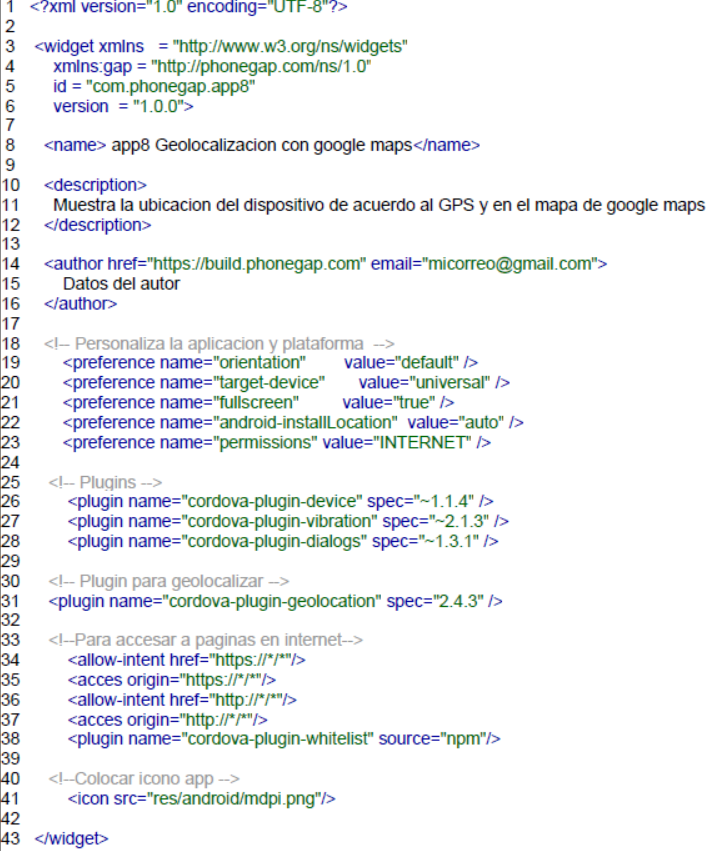 1 <?xml version="1.0" encoding="UTF-8"?>
2
3 <widget xmlns = "http://www.w3.org/ns/widgets"
4 xmlns:gap = "http://phonegap.com/ns/1.0"
5 id = "com.phonegap.app8"
6 version = "1.0.0">
7
8 <name> app8 Geolocalizacion con google maps</name>
9
10 <description>
11 Muestra la ubicacion del dispositivo de acuerdo al GPS y en el mapa de google maps
12 </description>
13
14 <author href="https://build.phonegap.com" email="micorreo@gmail.com">
15 Datos del autor
16 </author>
17
18 <!-- Personaliza la aplicacion y plataforma -->
19 <preference name="orientation" value="default" />
20 <preference name="target-device" value="universal" />
21 <preference name="fullscreen" value="true" />
22 <preference name="android-installLocation" value="auto" />
23 <preference name="permissions" value="INTERNET" />
24
25 <!-- Plugins -->
26 <plugin name="cordova-plugin-device" spec="~1.1.4" />
27 <plugin name="cordova-plugin-vibration" spec="~2.1.3" />
28 <plugin name="cordova-plugin-dialogs" spec="~1.3.1" />
29
30 <!-- Plugin para geolocalizar -->
31 <plugin name="cordova-plugin-geolocation" spec="2.4.3" />
32
33 <!--Para accesar a paginas en internet-->
34 <allow-intent href="https://*/*"/>
35 <acces origin="https://*/*"/>
36 <allow-intent href="http://*/*"/>
37 <acces origin="http://*/*"/>
38 <plugin name="cordova-plugin-whitelist" source="npm"/>
39
40 <!--Colocar icono app -->
41 <icon src="res/android/mdpi.png"/>
42
43 </widget>